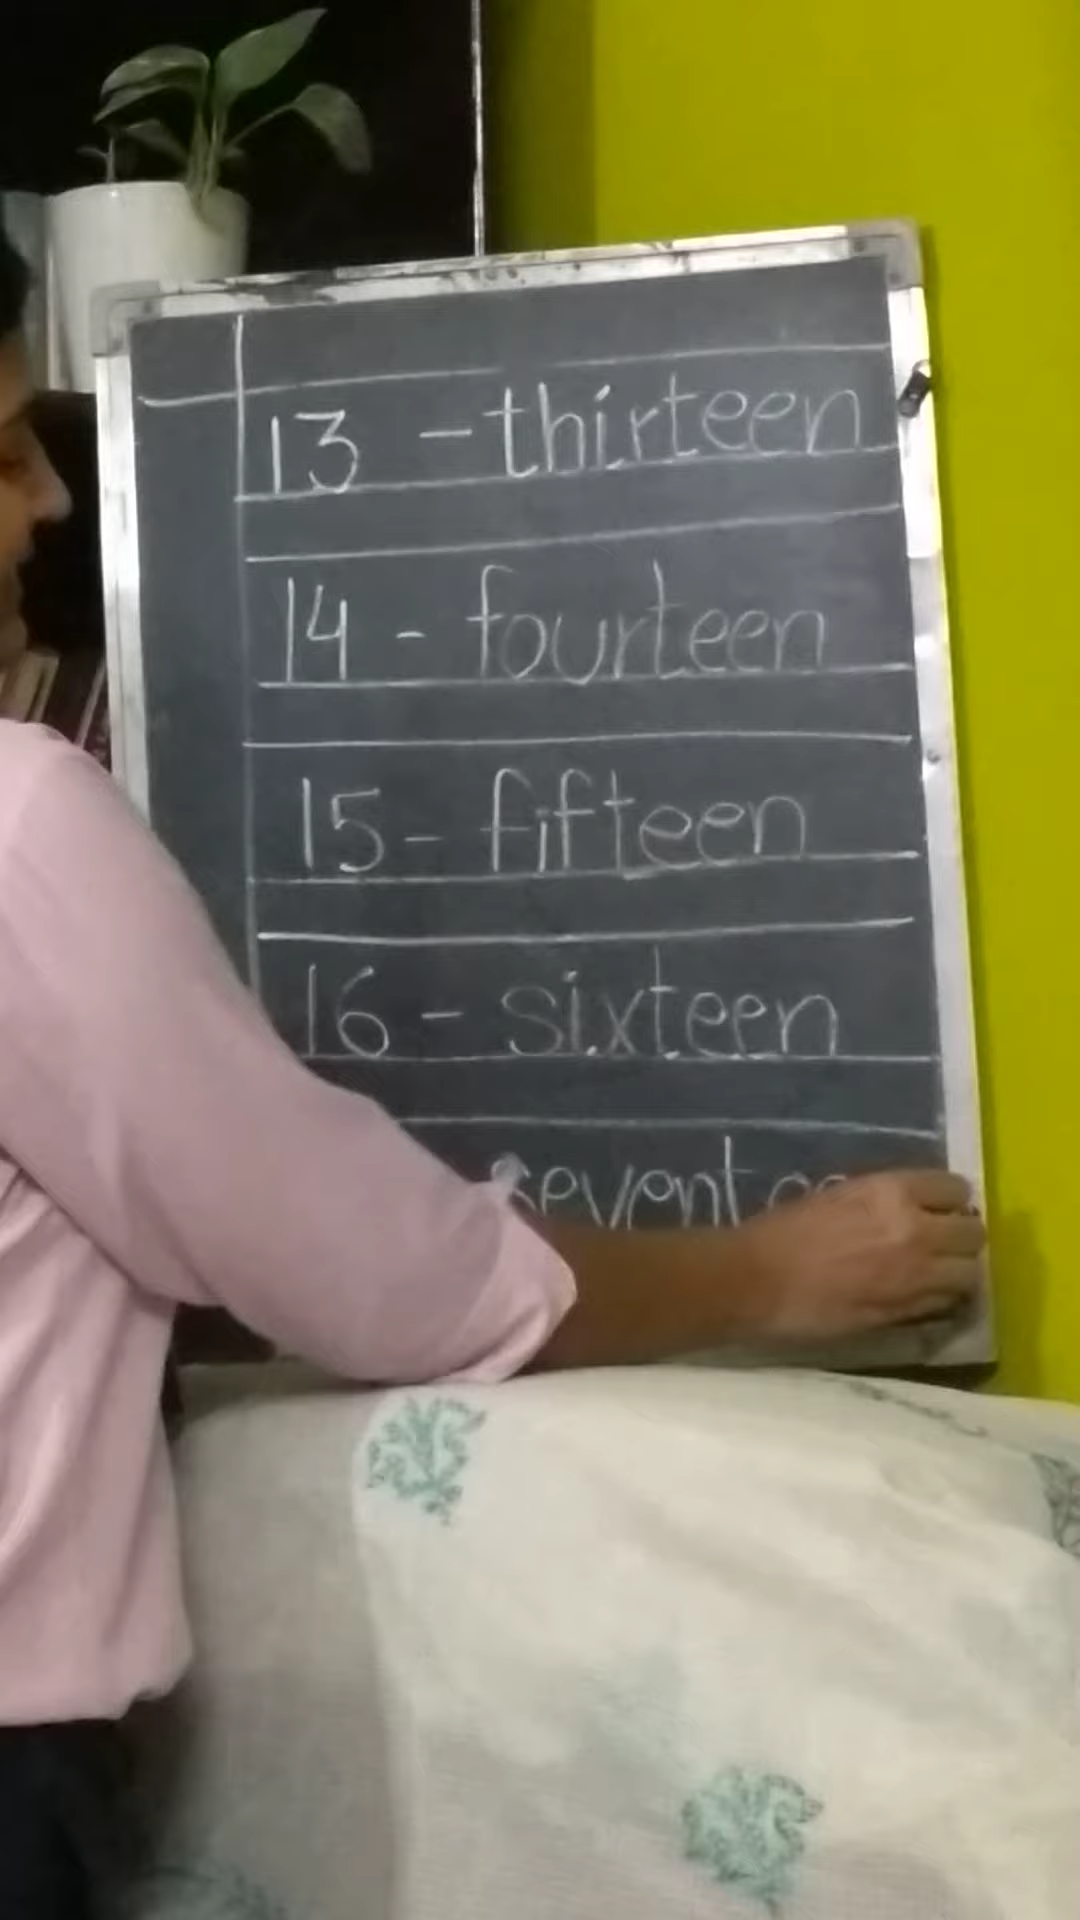 13 - thirteen
14 - fourteen
15 - fifteen
16 - sixteen